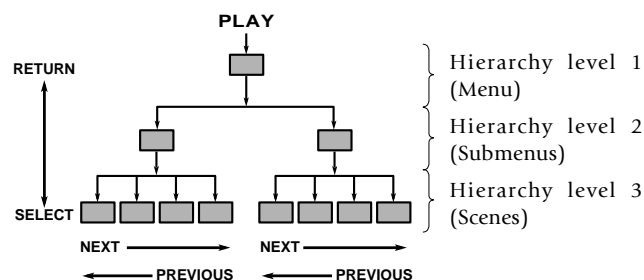 PLAY
RETURN
SELECT
Hierarchy level 1
(Menu)
Hierarchy level 2
(Submenus)
Hierarchy level 3
(Scenes)
NEXT
NEXT
PREVIOUS
PREVIOUS